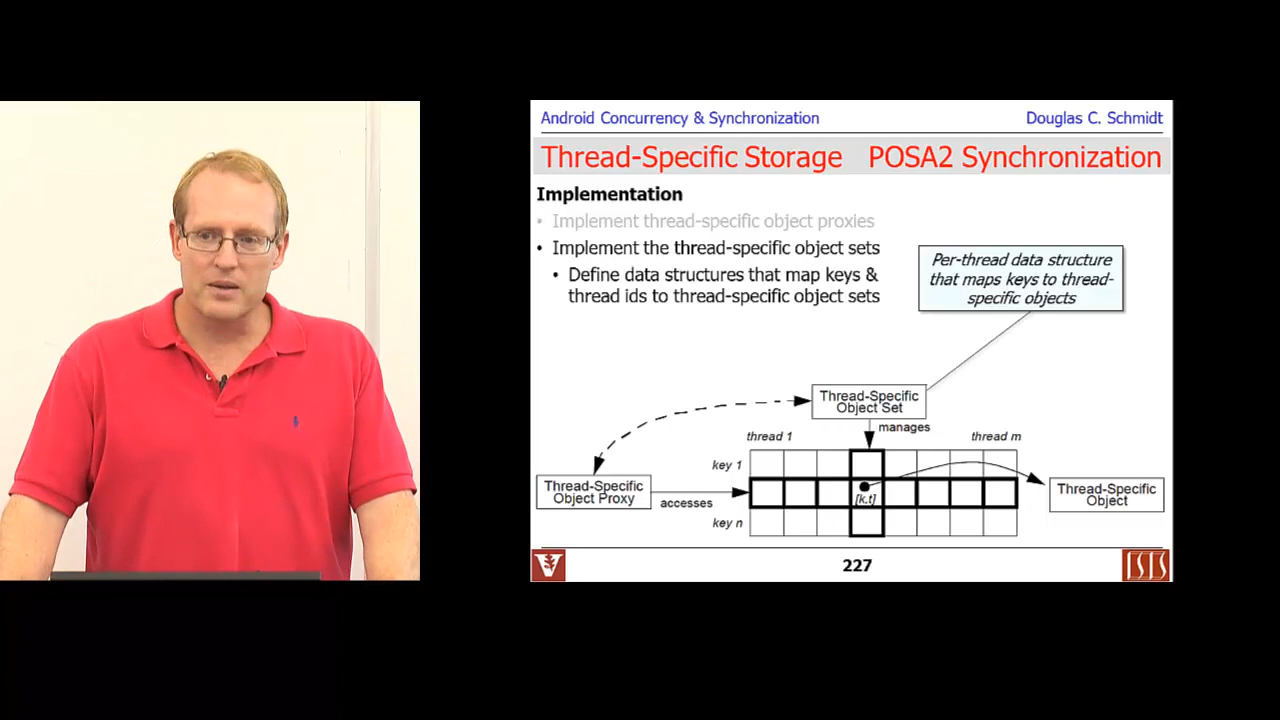 Android Concurrency & Synchronization
Douglas C. Schmidt
Thread-Specific Storage
POSA2 Synchronization
Implementation
• Implement thread-specific object proxies
• Implement the thread-specific object sets
• Define data structures that map keys &
thread ids to thread-specific object sets
Per-thread data structure
that maps keys to thread-
specific objects
Thread-Specific
Object Set
manages
thread 1
thread m
key 1
Thread-Specific
Object Proxy
accesses
[k,t]
Thread-Specific
Object
key n
227
V
ISIS